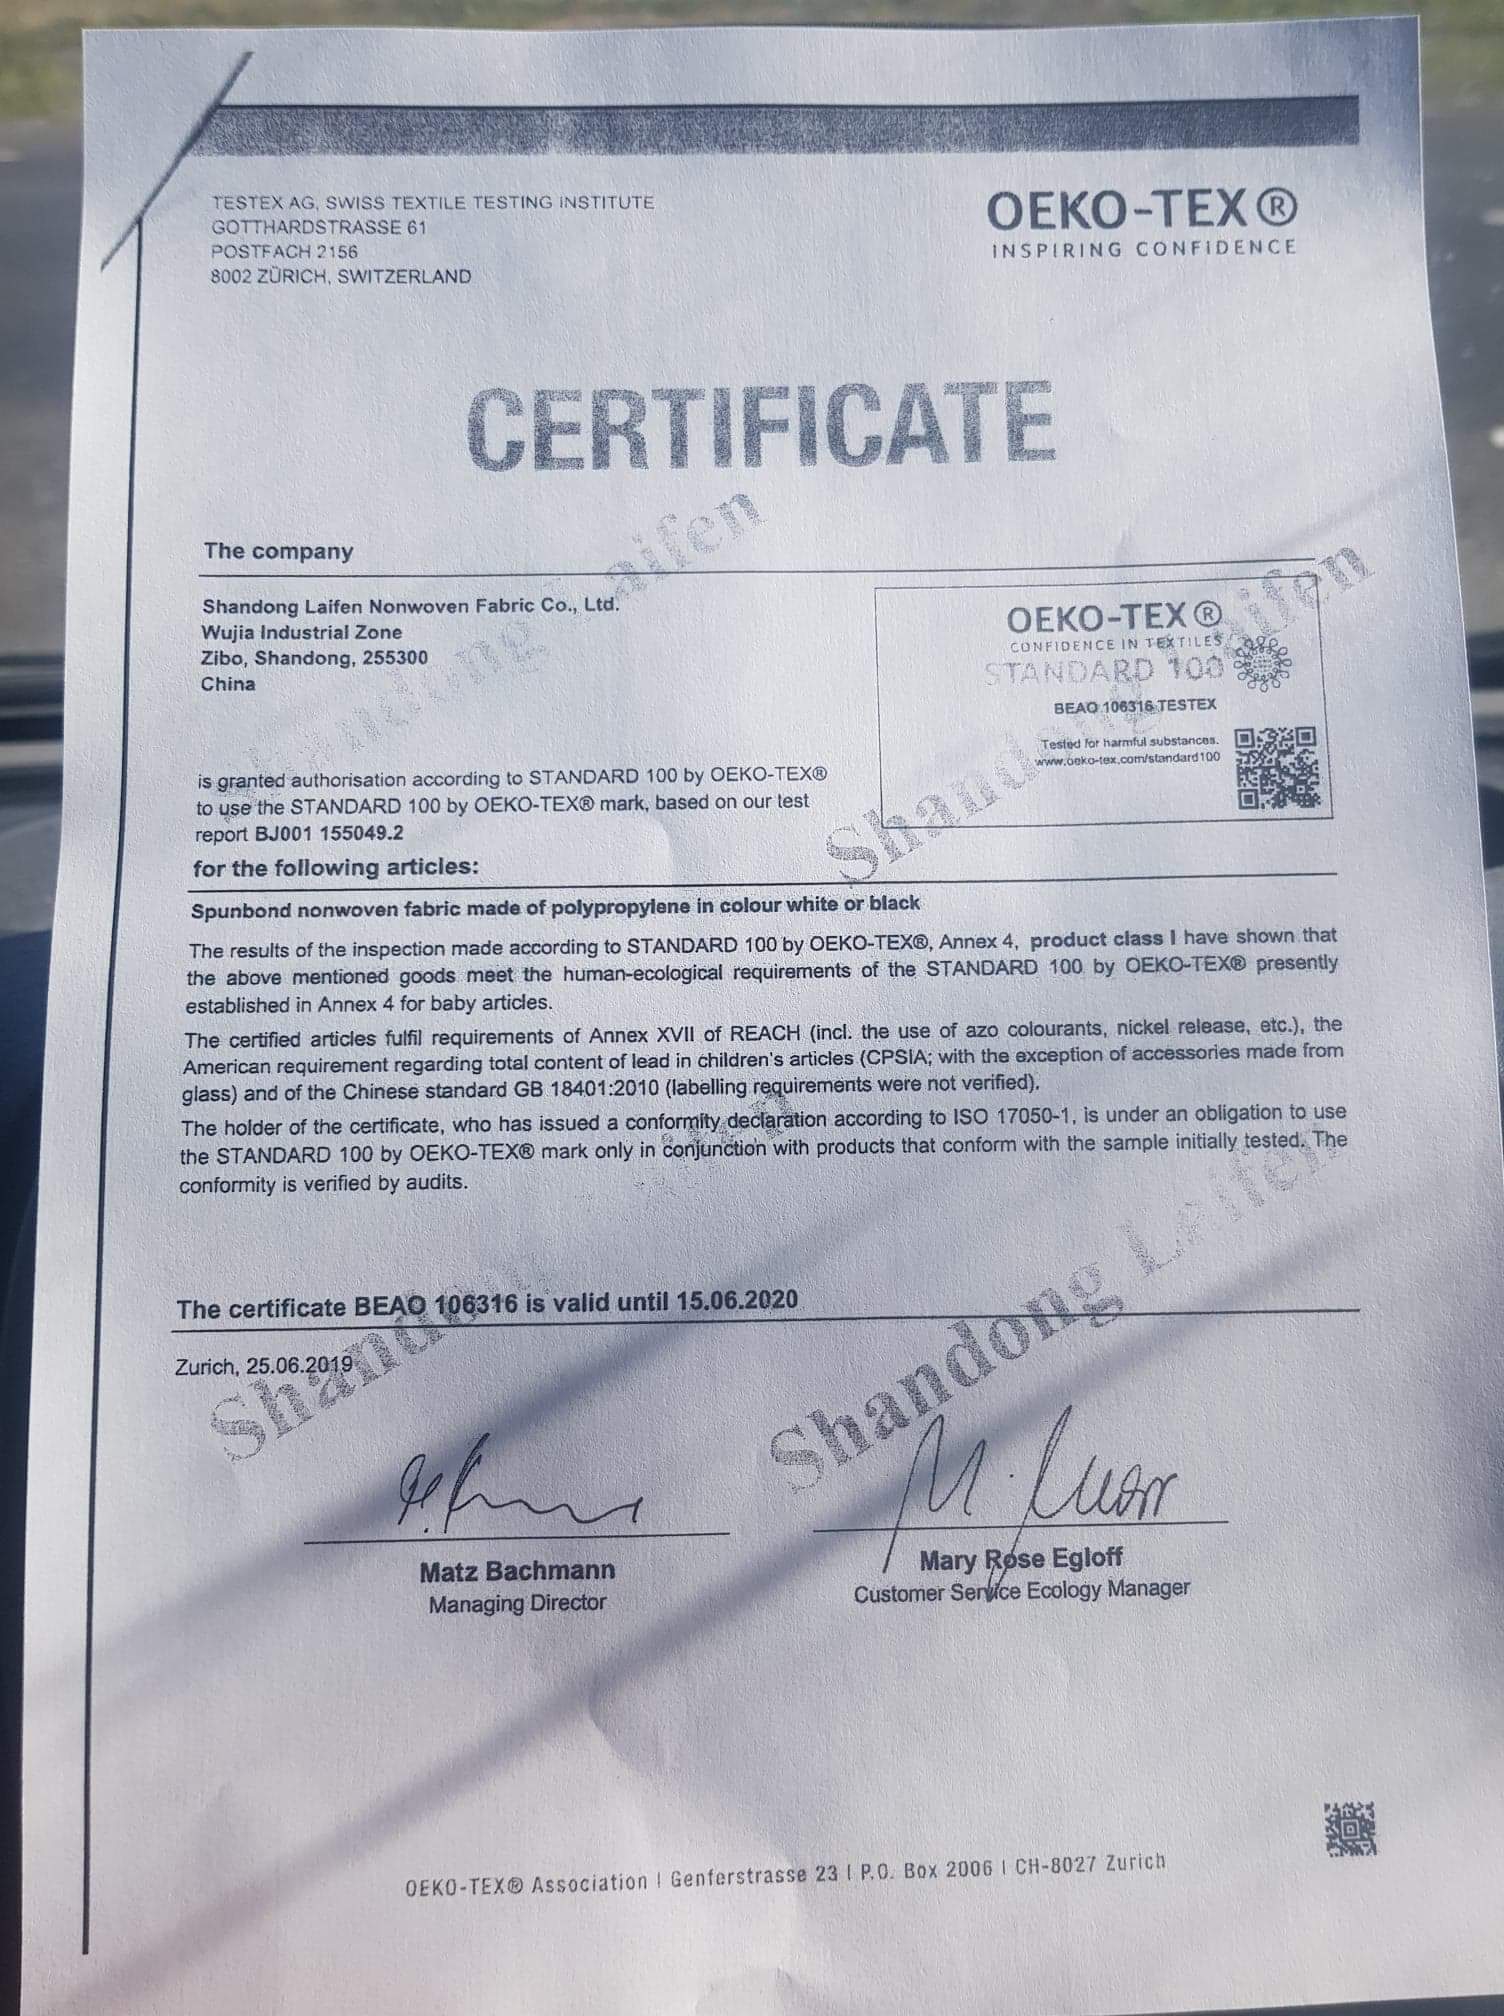 TESTEX AG, SWISS TEXTILE TESTING INSTITUTE
GOTTHARDSTRASSE 61
POSTFACH 2156
8002 ZÜRICH, SWITZERLAND
OEKO-TEX®
INSPIRING CONFIDENCE
CERTIFICATE
The company
Shandong Laifen Nonwoven Fabric Co., Ltd.
Wujia Industrial Zone
Zibo, Shandong, 255300
China
OEKO-TEX®
CONFIDENCE IN TEXTILES
STANDARD 100
BEAO 106316 TESTEX
Tested for harmful substances.
www.oeko-tex.com/standard100
is granted authorisation according to STANDARD 100 by OEKO-TEX®
to use the STANDARD 100 by OEKO-TEX® mark, based on our test
report BJ001 155049.2
for the following articles:
Spunbond nonwoven fabric made of polypropylene in colour white or black
The results of the inspection made according to STANDARD 100 by OEKO-TEX®, Annex 4, product class I have shown that
the above mentioned goods meet the human-ecological requirements of the STANDARD 100 by OEKO-TEX® presently
established in Annex 4 for baby articles.
The certified articles fulfil requirements of Annex XVII of REACH (incl. the use of azo colourants, nickel release, etc.), the
American requirement regarding total content of lead in children's articles (CPSIA; with the exception of accessories made from
glass) and of the Chinese standard GB 18401:2010 (labelling requirements were not verified).
The holder of the certificate, who has issued a conformity declaration according to ISO 17050-1, is under an obligation to use
the STANDARD 100 by OEKO-TEX® mark only in conjunction with products that conform with the sample initially tested. The
conformity is verified by audits.
The certificate BEAO 106316 is valid until 15.06.2020
Zurich, 25.06.2019
Matz Bachmann
Managing Director
Mary Rose Egloff
Customer Service Ecology Manager
OEKO-TEX® Association | Genferstrasse 23 | P.O. Box 2006 | CH-8027 Zurich
Shandong Laifen
Shandong Laifen
Shandong Laifen